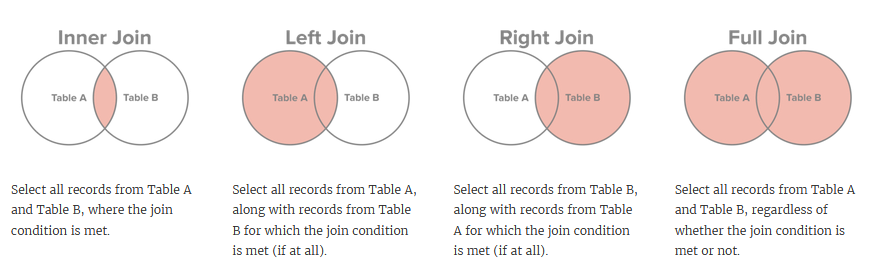 Inner Join
Table A
Table B
Select all records from Table A
and Table B, where the join
condition is met.
Left Join
Table A
Table B
Select all records from Table A,
along with records from Table
B for which the join condition
is met (if at all).
Right Join
Table A
Table B
Select all records from Table B,
along with records from Table
A for which the join condition
is met (if at all).
Full Join
Table A
Table B
Select all records from Table A
and Table B, regardless of
whether the join condition is
met or not.